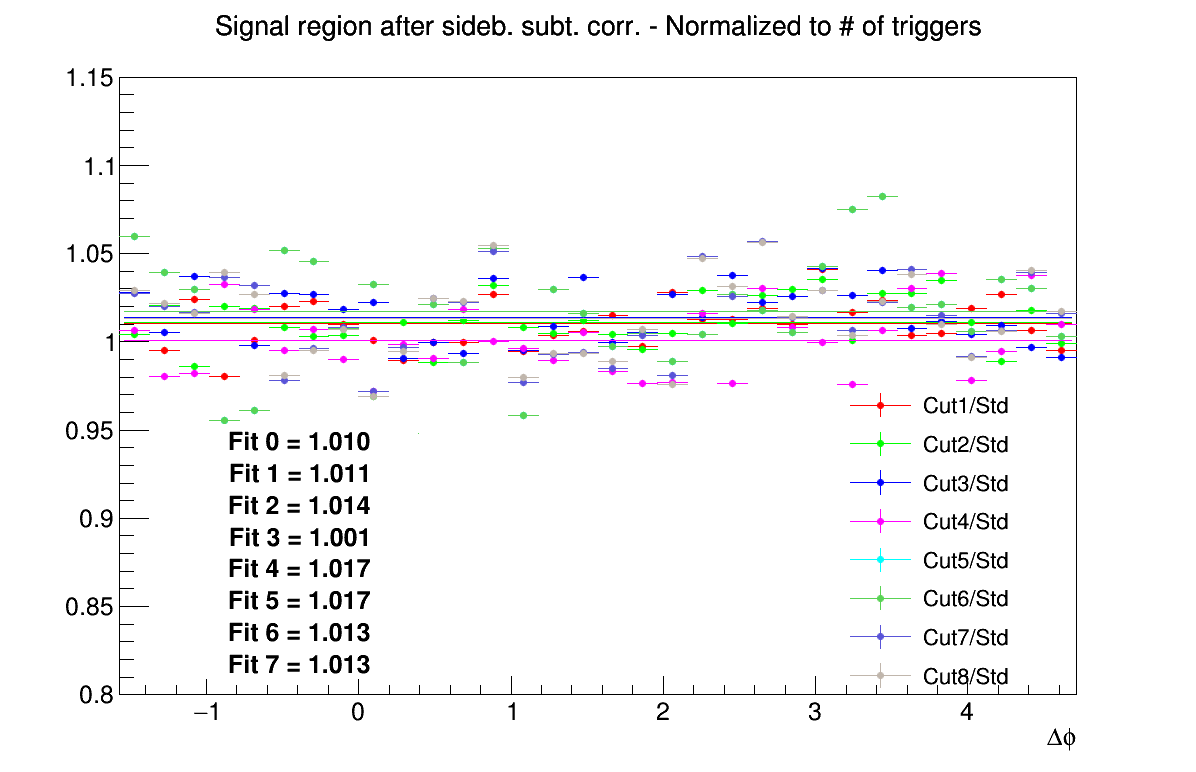 Signal region after sideb. subt. corr. - Normalized to # of triggers
1.15
1.1
1.05
1
0.95
0.9
0.85
0.8
Fit 0 = 1.010
Fit 1 = 1.011
Fit 2 = 1.014
Fit 3 = 1.001
Fit 4 = 1.017
Fit 5 = 1.017
Fit 6 = 1.013
Fit 7 = 1.013
Cut1/Std
Cut2/Std
Cut3/Std
Cut4/Std
Cut5/Std
Cut6/Std
Cut7/Std
Cut8/Std
−1 0 1 2 3 4
Δϕ